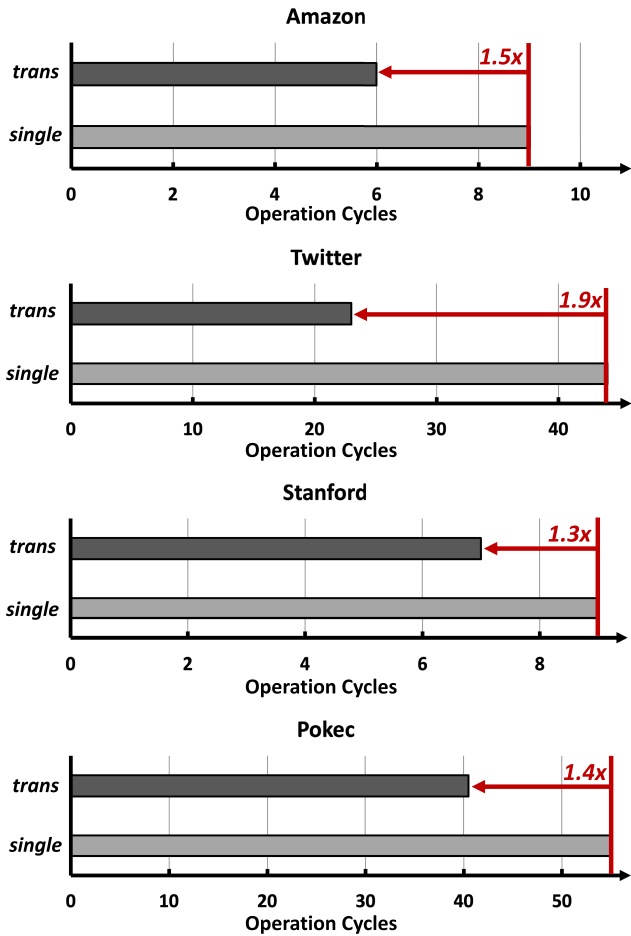 Amazon
1.5x
trans
single
0 2 4 6 8 10
Operation Cycles
Twitter
1.9x
trans
single
0 10 20 30 40
Operation Cycles
Stanford
1.3x
trans
single
0 2 4 6 8
Operation Cycles
Pokec
1.4x
trans
single
0 10 20 30 40 50
Operation Cycles